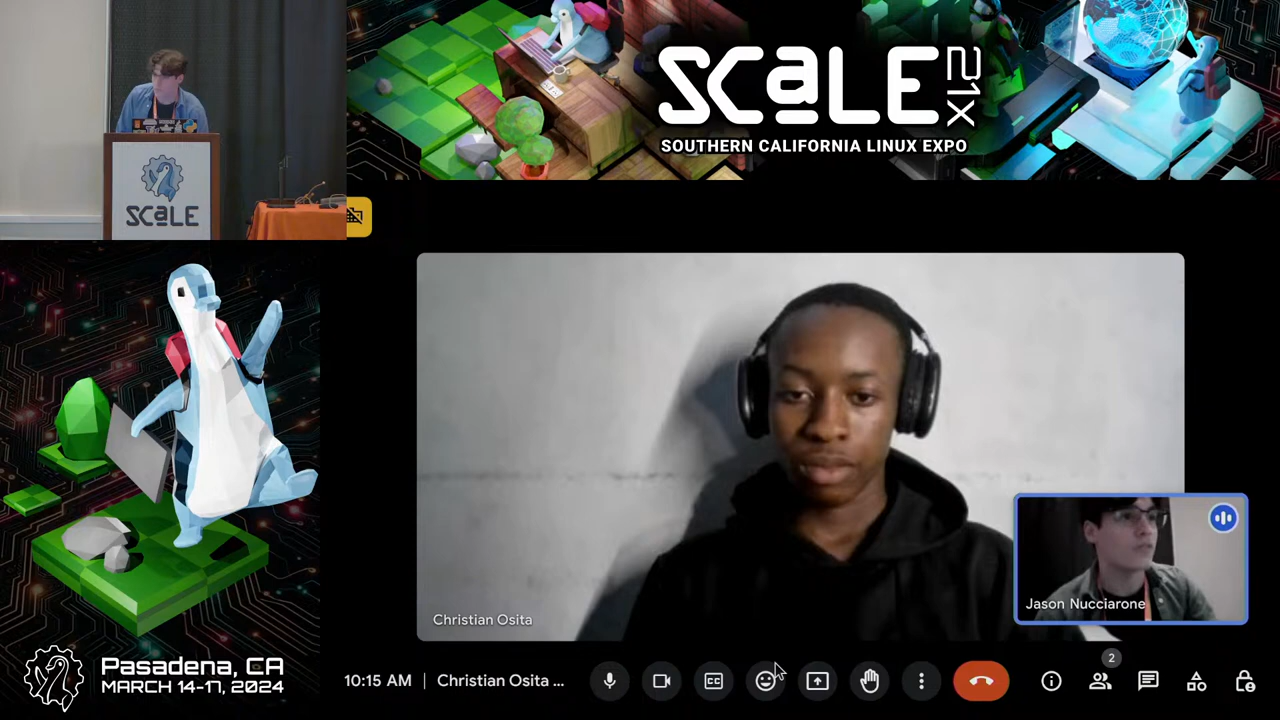 SCaLE 21x
SOUTHERN CALIFORNIA LINUX EXPO
SCaLE
Christian Osita
Jason Nucciarone
2
10:15 AM | Christian Osita ...
CC
Pasadena, CA
MARCH 14-17, 2024